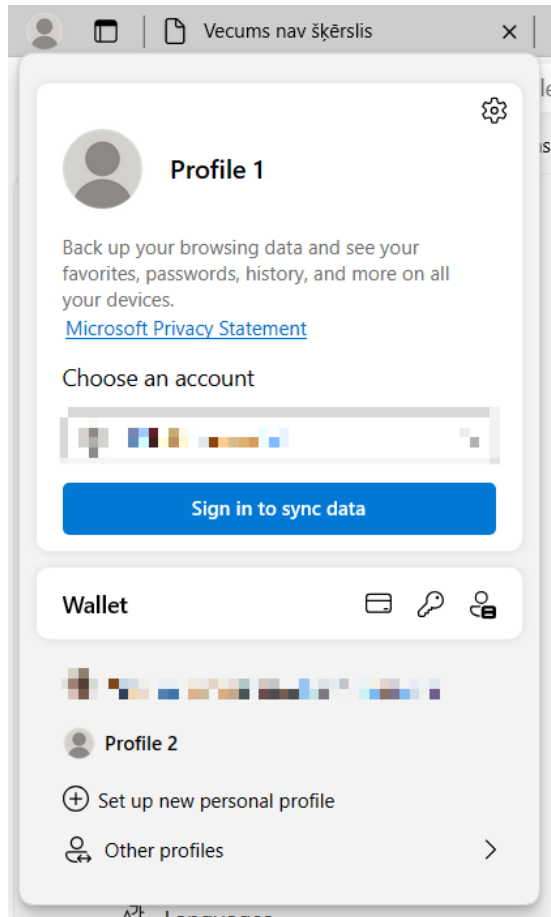 Vecums nav šķērslis
Profile 1
Back up your browsing data and see your
favorites, passwords, history, and more on all
your devices.
Microsoft Privacy Statement
Choose an account
Sign in to sync data
Wallet
Profile 2
Set up new personal profile
Other profiles
Languages